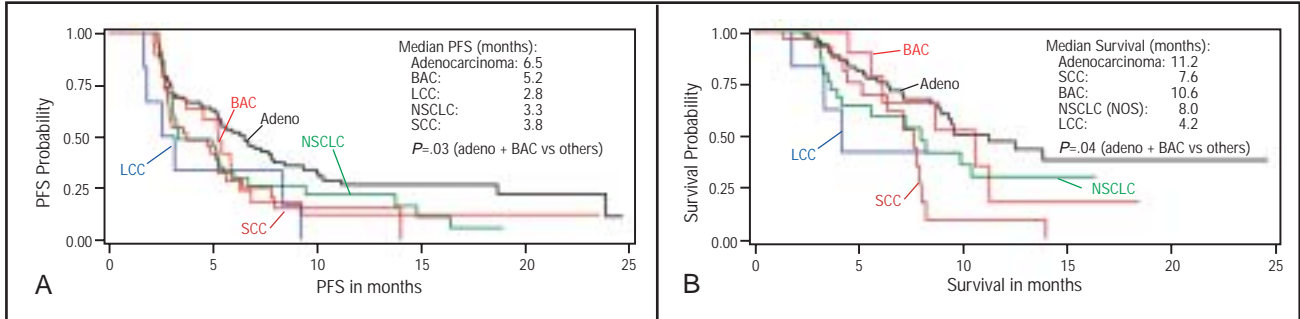 1.00
0.75
0.50
0.25
0.00
PFS Probability
Median PFS (months):
Adenocarcinoma: 6.5
BAC: 5.2
LCC: 2.8
NSCLC: 3.3
SCC: 3.8
P=.03 (adeno + BAC vs others)
BAC
Adeno
NSCLC
LCC
SCC
0 5 10 15 20 25
PFS in months
A
1.00
0.75
0.50
0.25
0.00
Survival Probability
Median Survival (months):
Adenocarcinoma: 11.2
SCC: 7.6
BAC: 10.6
NSCLC (NOS): 8.0
LCC: 4.2
P=.04 (adeno + BAC vs others)
BAC
Adeno
LCC
NSCLC
SCC
0 5 10 15 20 25
Survival in months
B